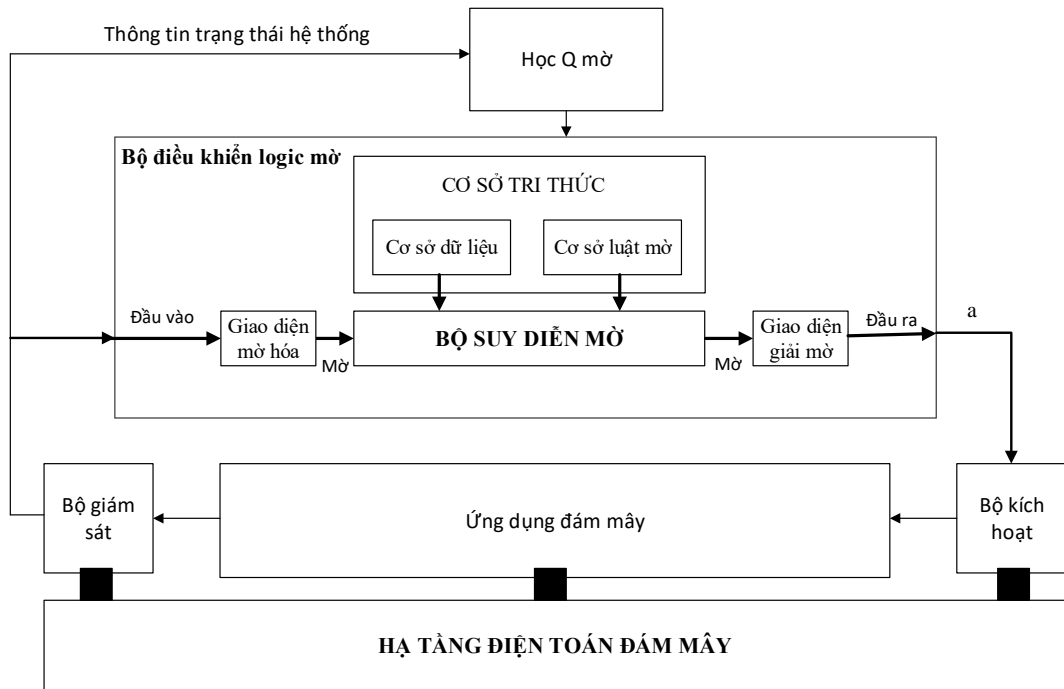 Thông tin trạng thái hệ thống
Học Q mờ
Bộ điều khiển logic mờ
CƠ SỞ TRI THỨC
Cơ sở dữ liệu
Cơ sở luật mờ
Đầu vào
Giao diện
mờ hóa
Mờ
BỘ SUY DIỄN MỜ
Mờ
Giao diện
giải mờ
Đầu ra
a
Bộ giám
sát
Ứng dụng đám mây
Bộ kích
hoạt
HẠ TẦNG ĐIỆN TOÁN ĐÁM MÂY